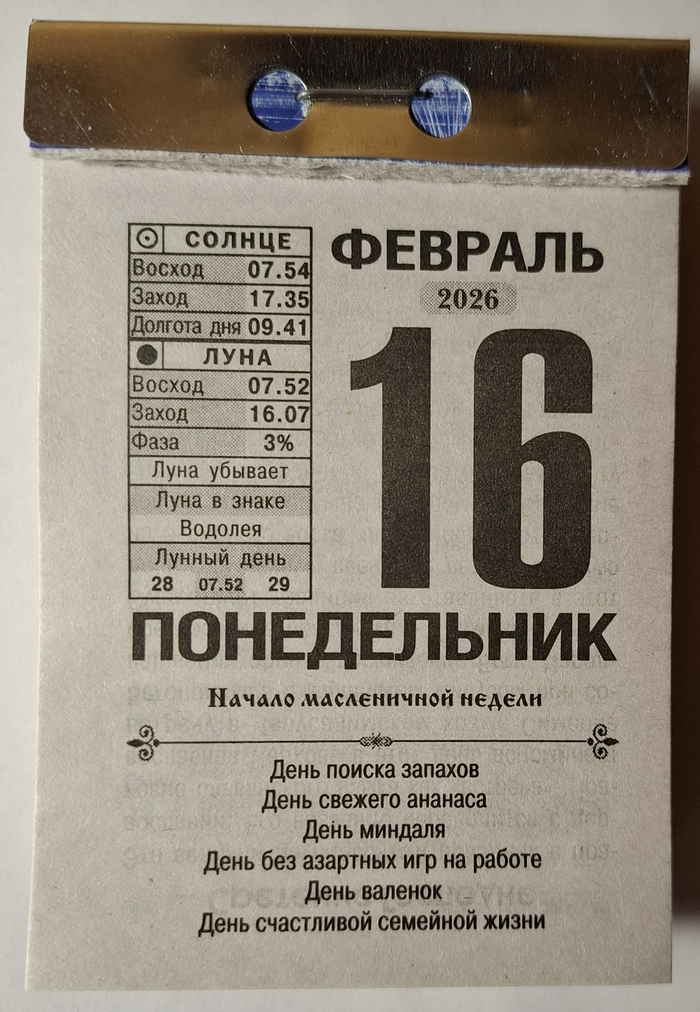 СОЛНЦЕ
Восход 07.54
Заход 17.35
Долгота дня 09.41
ЛУНА
Восход 07.52
Заход 16.07
Фаза 3%
Луна убывает
Луна в знаке
Водолея
Лунный день
28 07.52 29
ФЕВРАЛЬ
2026
16
ПОНЕДЕЛЬНИК
Начало масленичной недели
День поиска запахов
День свежего ананаса
День миндаля
День без азартных игр на работе
День валенок
День счастливой семейной жизни